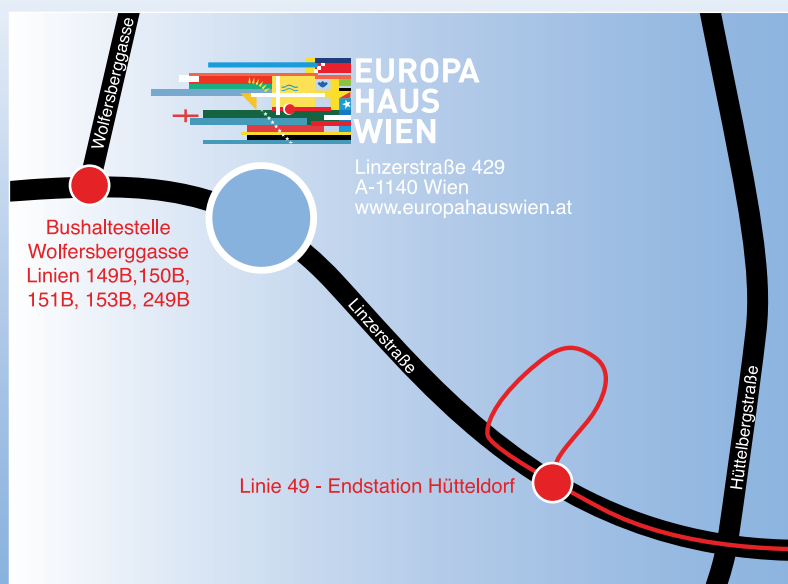 Wolfersberggasse
EUROPA
HAUS
WIEN
Linzerstraße 429
A-1140 Wien
www.europahauswien.at
Bushaltestelle
Wolfersberggasse
Linien 149B,150B,
151B, 153B, 249B
Linzerstraße
Hüttelbergstraße
Linie 49 - Endstation Hütteldorf